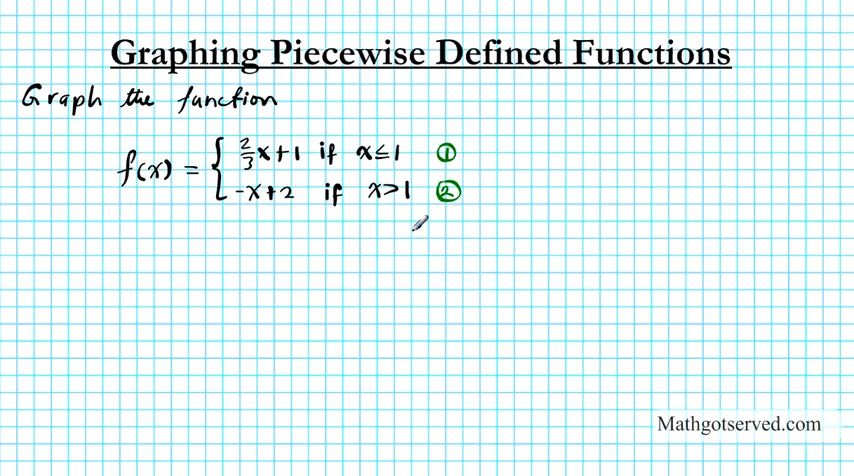 Graphing Piecewise Defined Functions
Graph the function
f(x) = { 2/3x+1 if x≤1 ①
-x+2 if x>1 ②
Mathgotserved.com